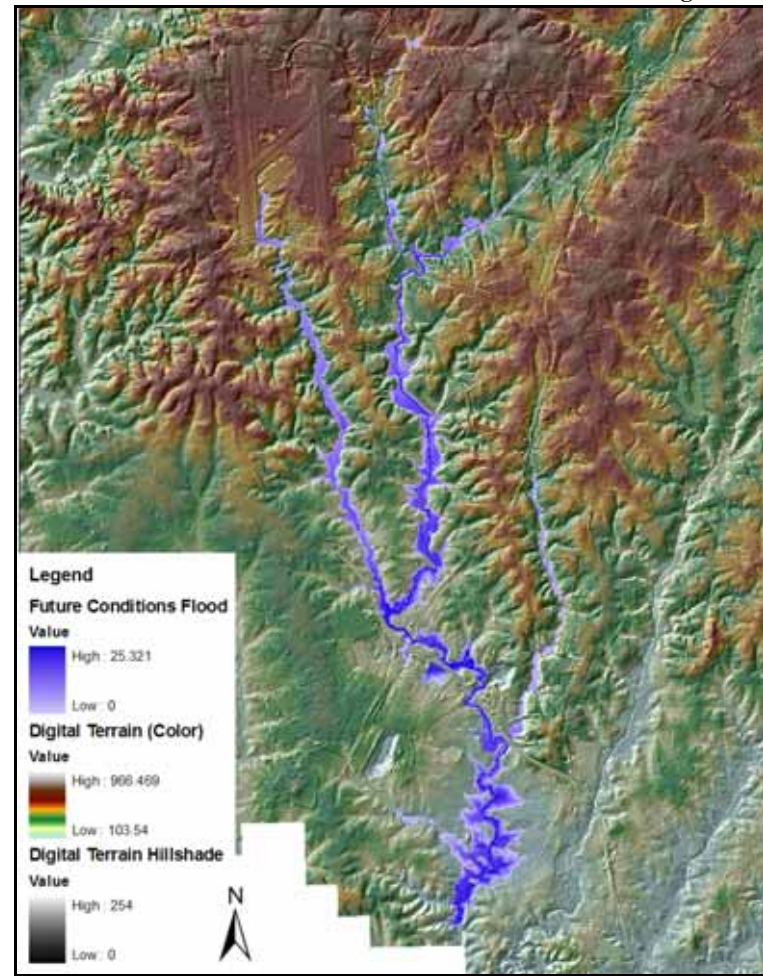 Legend
Future Conditions Flood
Value
High : 25.321
Low : 0
Digital Terrain (Color)
Value
High : 966.469
Low : 103.54
Digital Terrain Hillshade
Value
High : 254
Low : 0
N